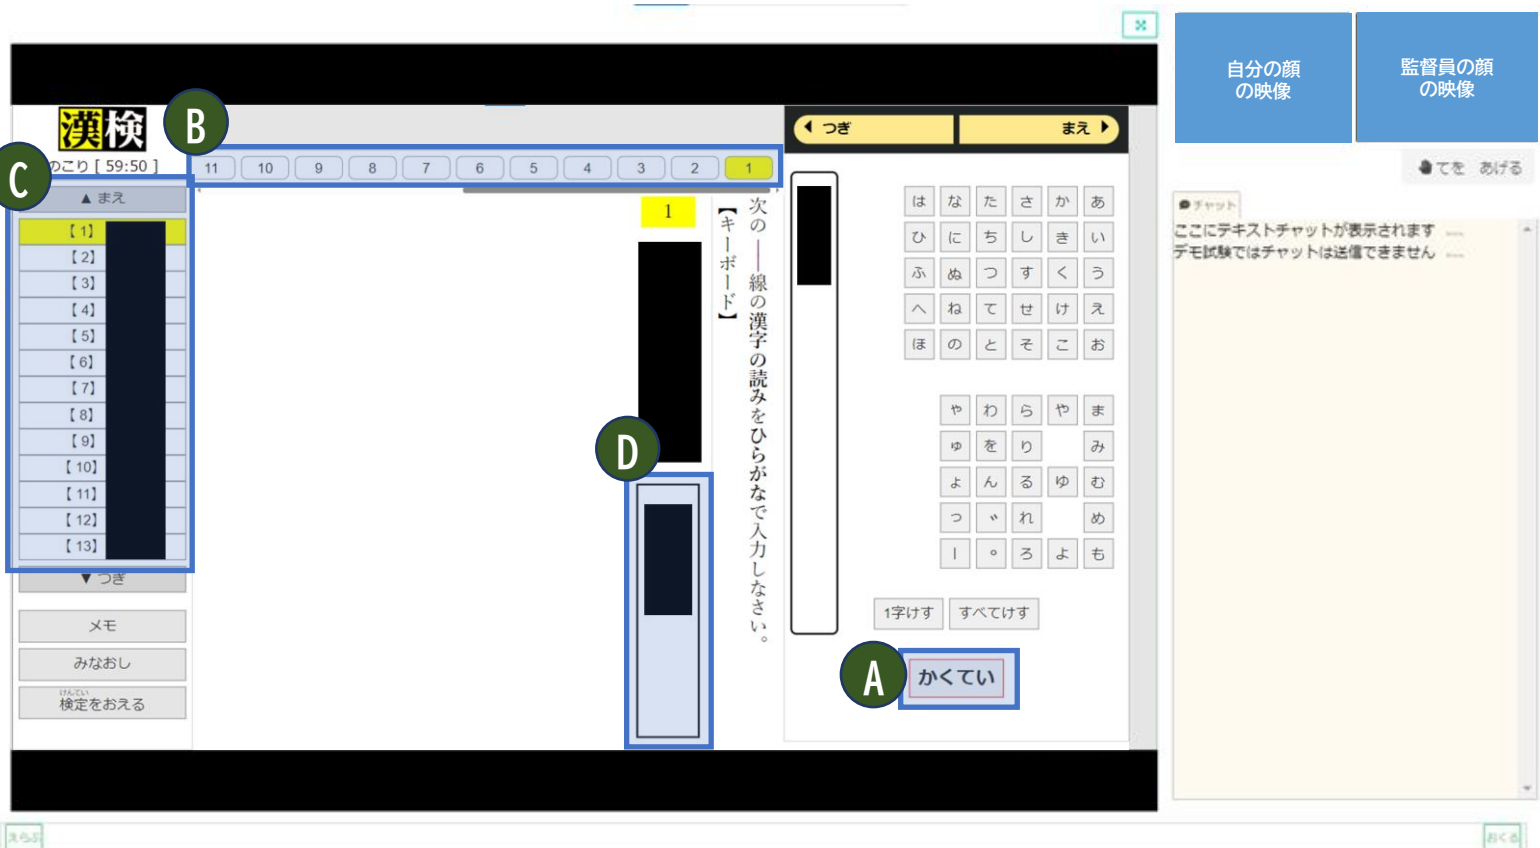 自分の顔
の映像
監督員の顔
の映像
漢検
B
つぎ
まえ
のこり [ 59:50 ]
11 10 9 8 7 6 5 4 3 2 1
てを あげる
C
▲ まえ
【 1】
【 2】
【 3】
【 4】
【 5】
【 6】
【 7】
【 8】
【 9】
【 10】
【 11】
【 12】
【 13】
▼ つぎ
メモ
みなおし
けんてい
検定をおえる
次の ――線の漢字の読みをひらがなで入力しなさい。
【キーボード】
1
D
は な た さ か あ
ひ に ち し き い
ふ ぬ つ す く う
へ ね て せ け え
ほ の と そ こ お
ゃ わ ら や ま
ゅ を り み
ょ ん る ゆ む
っ ゛ れ め
ー ゜ ろ よ も
1字けす すべてけす
A
かくてい
チャット
ここにテキストチャットが表示されます
デモ試験ではチャットは送信できません
えらぶ
おくる